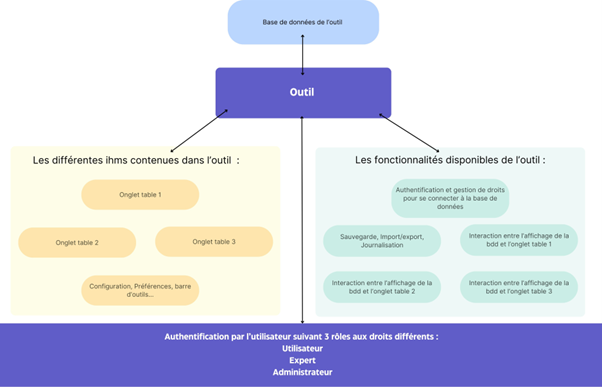 Base de données de l'outil
Outil
Les différentes ihms contenues dans l'outil :
Onglet table 1
Onglet table 2
Onglet table 3
Configuration, Préférences, barre
d'outils...
Les fonctionnalités disponibles de l'outil :
Authentification et gestion de droits
pour se connecter à la base de
données
Sauvegarde, Import/export,
Journalisation
Interaction entre l'affichage de la
bdd et l'onglet table 1
Interaction entre l'affichage de la
bdd et l'onglet table 2
Interaction entre l'affichage de la
bdd et l'onglet table 3
Authentification par l'utilisateur suivant 3 rôles aux droits différents :
Utilisateur
Expert
Administrateur